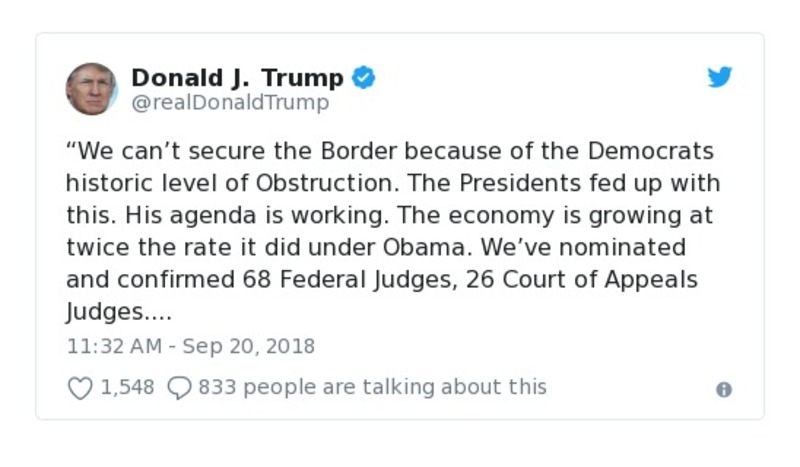 Donald J. Trump
@realDonaldTrump
“We can’t secure the Border because of the Democrats
historic level of Obstruction. The Presidents fed up with
this. His agenda is working. The economy is growing at
twice the rate it did under Obama. We’ve nominated
and confirmed 68 Federal Judges, 26 Court of Appeals
Judges....
11:32 AM - Sep 20, 2018
1,548 833 people are talking about this